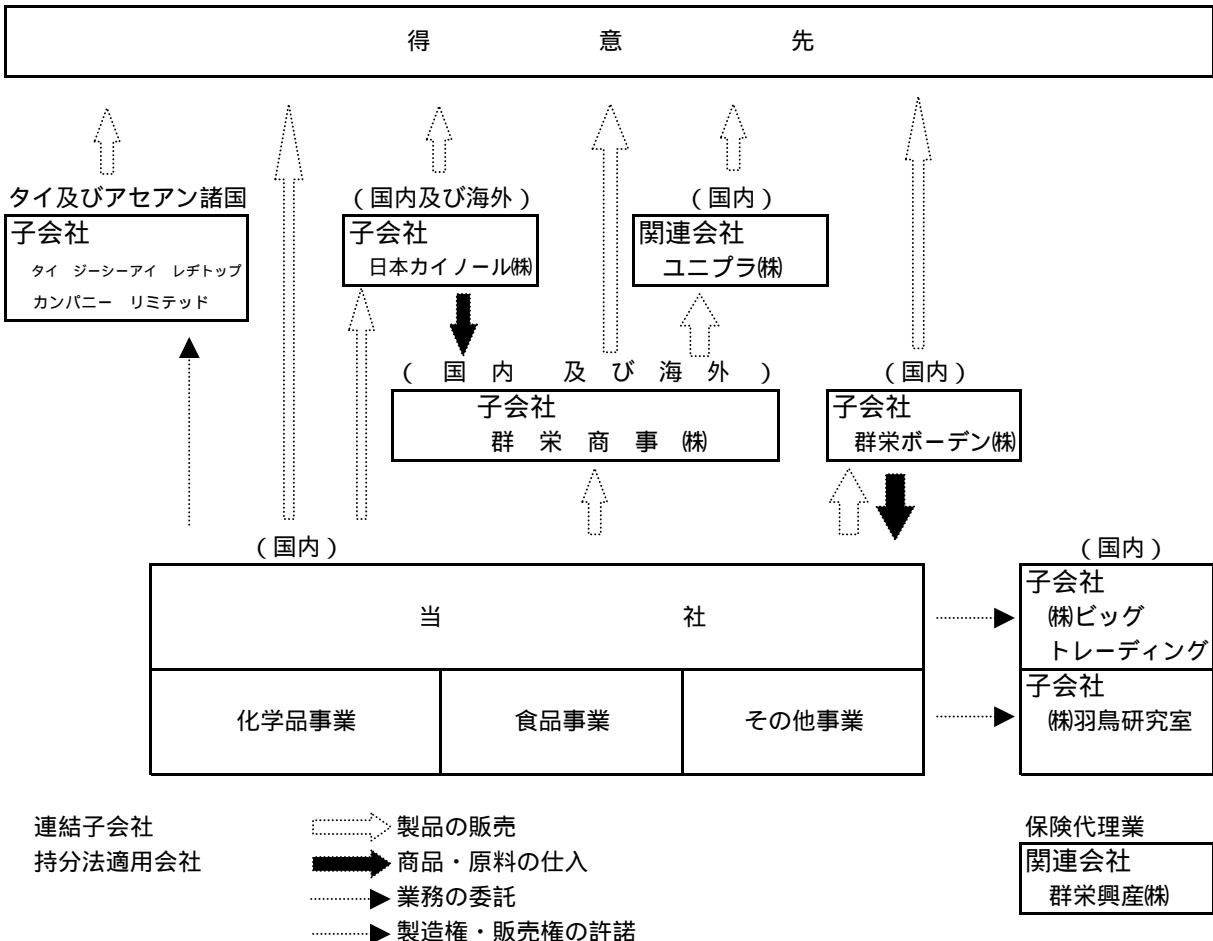 得意先
タイ及びアセアン諸国
(国内及び海外)
(国内)
子会社
タイ ジーシーアイ レヂトップ
カンパニー リミテッド
子会社
日本カイノール㈱
関連会社
ユニプラ㈱
(国内 及び海外)
(国内)
子会社
群栄商事㈱
子会社
群栄ボーデン㈱
(国内)
(国内)
当社
子会社
㈱ビッグ
トレーディング
化学品事業
食品事業
その他事業
子会社
㈱羽鳥研究室
連結子会社
持分法適用会社
製品の販売
商品・原料の仕入
業務の委託
製造権・販売権の許諾
保険代理業
関連会社
群栄興産㈱